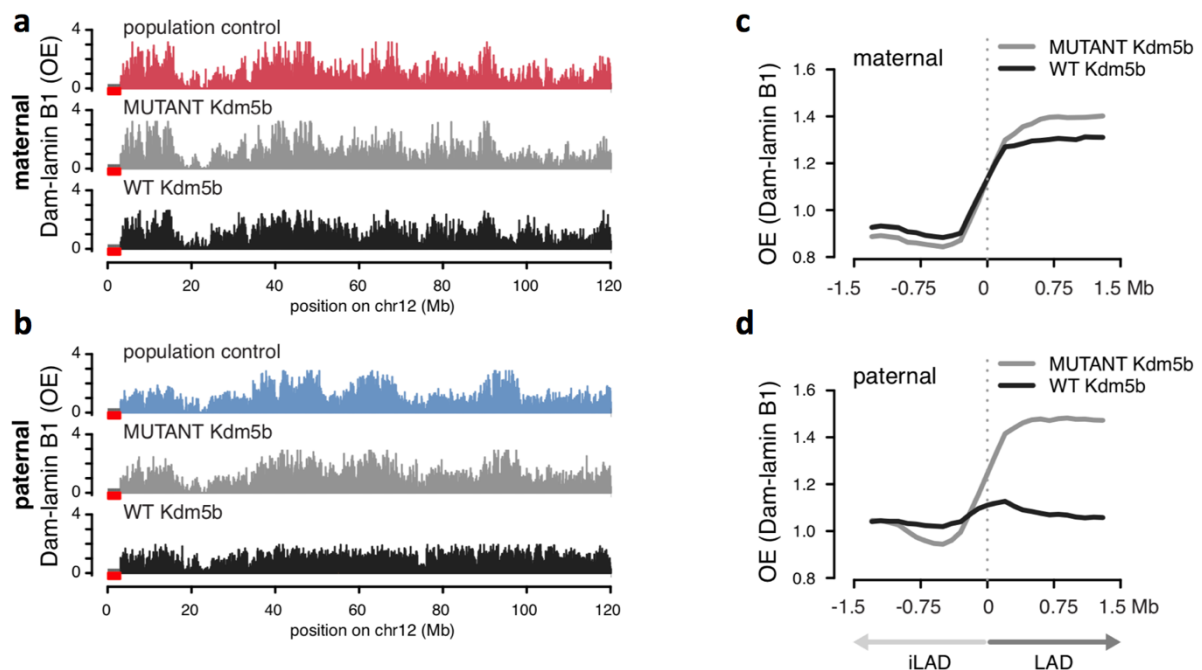 a
maternal
Dam-lamin B1 (OE)
population control
4
0
MUTANT Kdm5b
4
0
WT Kdm5b
4
0
0 20 40 60 80 100 120
position on chr12 (Mb)
b
paternal
Dam-lamin B1 (OE)
population control
4
0
MUTANT Kdm5b
4
0
WT Kdm5b
4
0
0 20 40 60 80 100 120
position on chr12 (Mb)
c
OE (Dam-lamin B1)
maternal
MUTANT Kdm5b
WT Kdm5b
1.6
1.4
1.2
1.0
0.8
-1.5 -0.75 0 0.75 1.5 Mb
d
OE (Dam-lamin B1)
paternal
MUTANT Kdm5b
WT Kdm5b
1.6
1.4
1.2
1.0
0.8
-1.5 -0.75 0 0.75 1.5 Mb
iLAD LAD